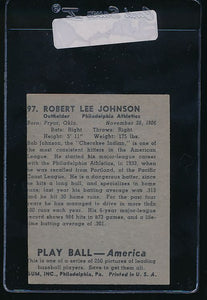 97. ROBERT LEE JOHNSON
Outfielder Philadelphia Athletics
Born: Pryor, Okla. November 26, 1906
Bats: Right Throws: Right
Height: 5' 11" Weight: 175 lbs.
Bob Johnson, the "Cherokee Indian," is one of the
most consistent hitters in the American
League. He started his major-league career
with the Philadelphia Athletics, in 1933, when
he was recalled from Portland, of the Pacific
Coast League. He is a dangerous batter, since
he hits the long ball, and specializes in home
runs. Last year his batting average was .313
and he hit 30 home runs. For
years he has managed to drive more than
100 runs each year. His 6-year major league
record shows 985 hits in 873 games, and a life-
time batting average of .301.
PLAY BALL—America
This is one of a series of 250 pictures of leading
baseball players. Save to get them all.
GUM, INC., Philadelphia, Pa. Printed in U. S. A.